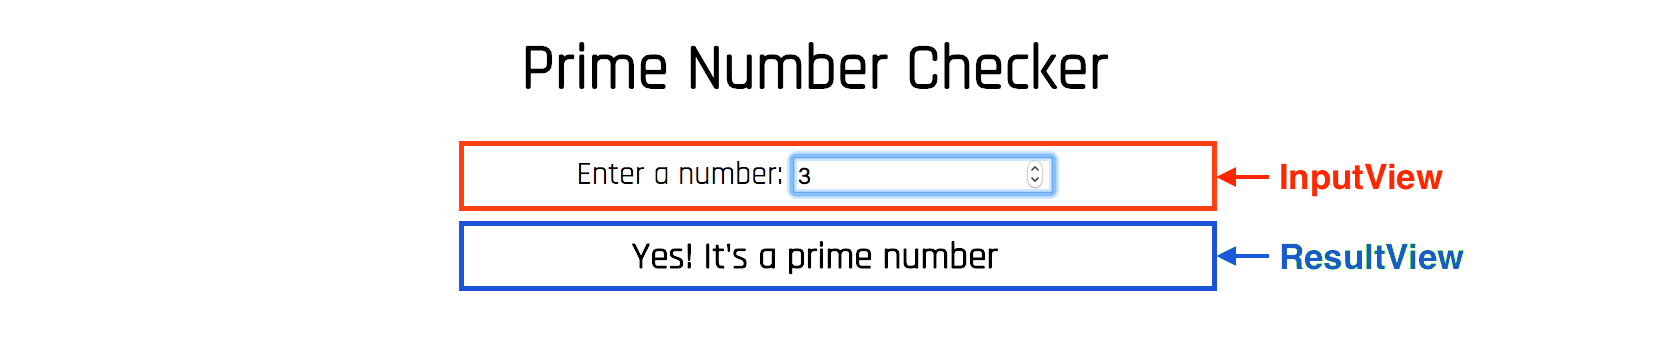 Prime Number Checker
Enter a number: 3
InputView
Yes! It's a prime number
ResultView